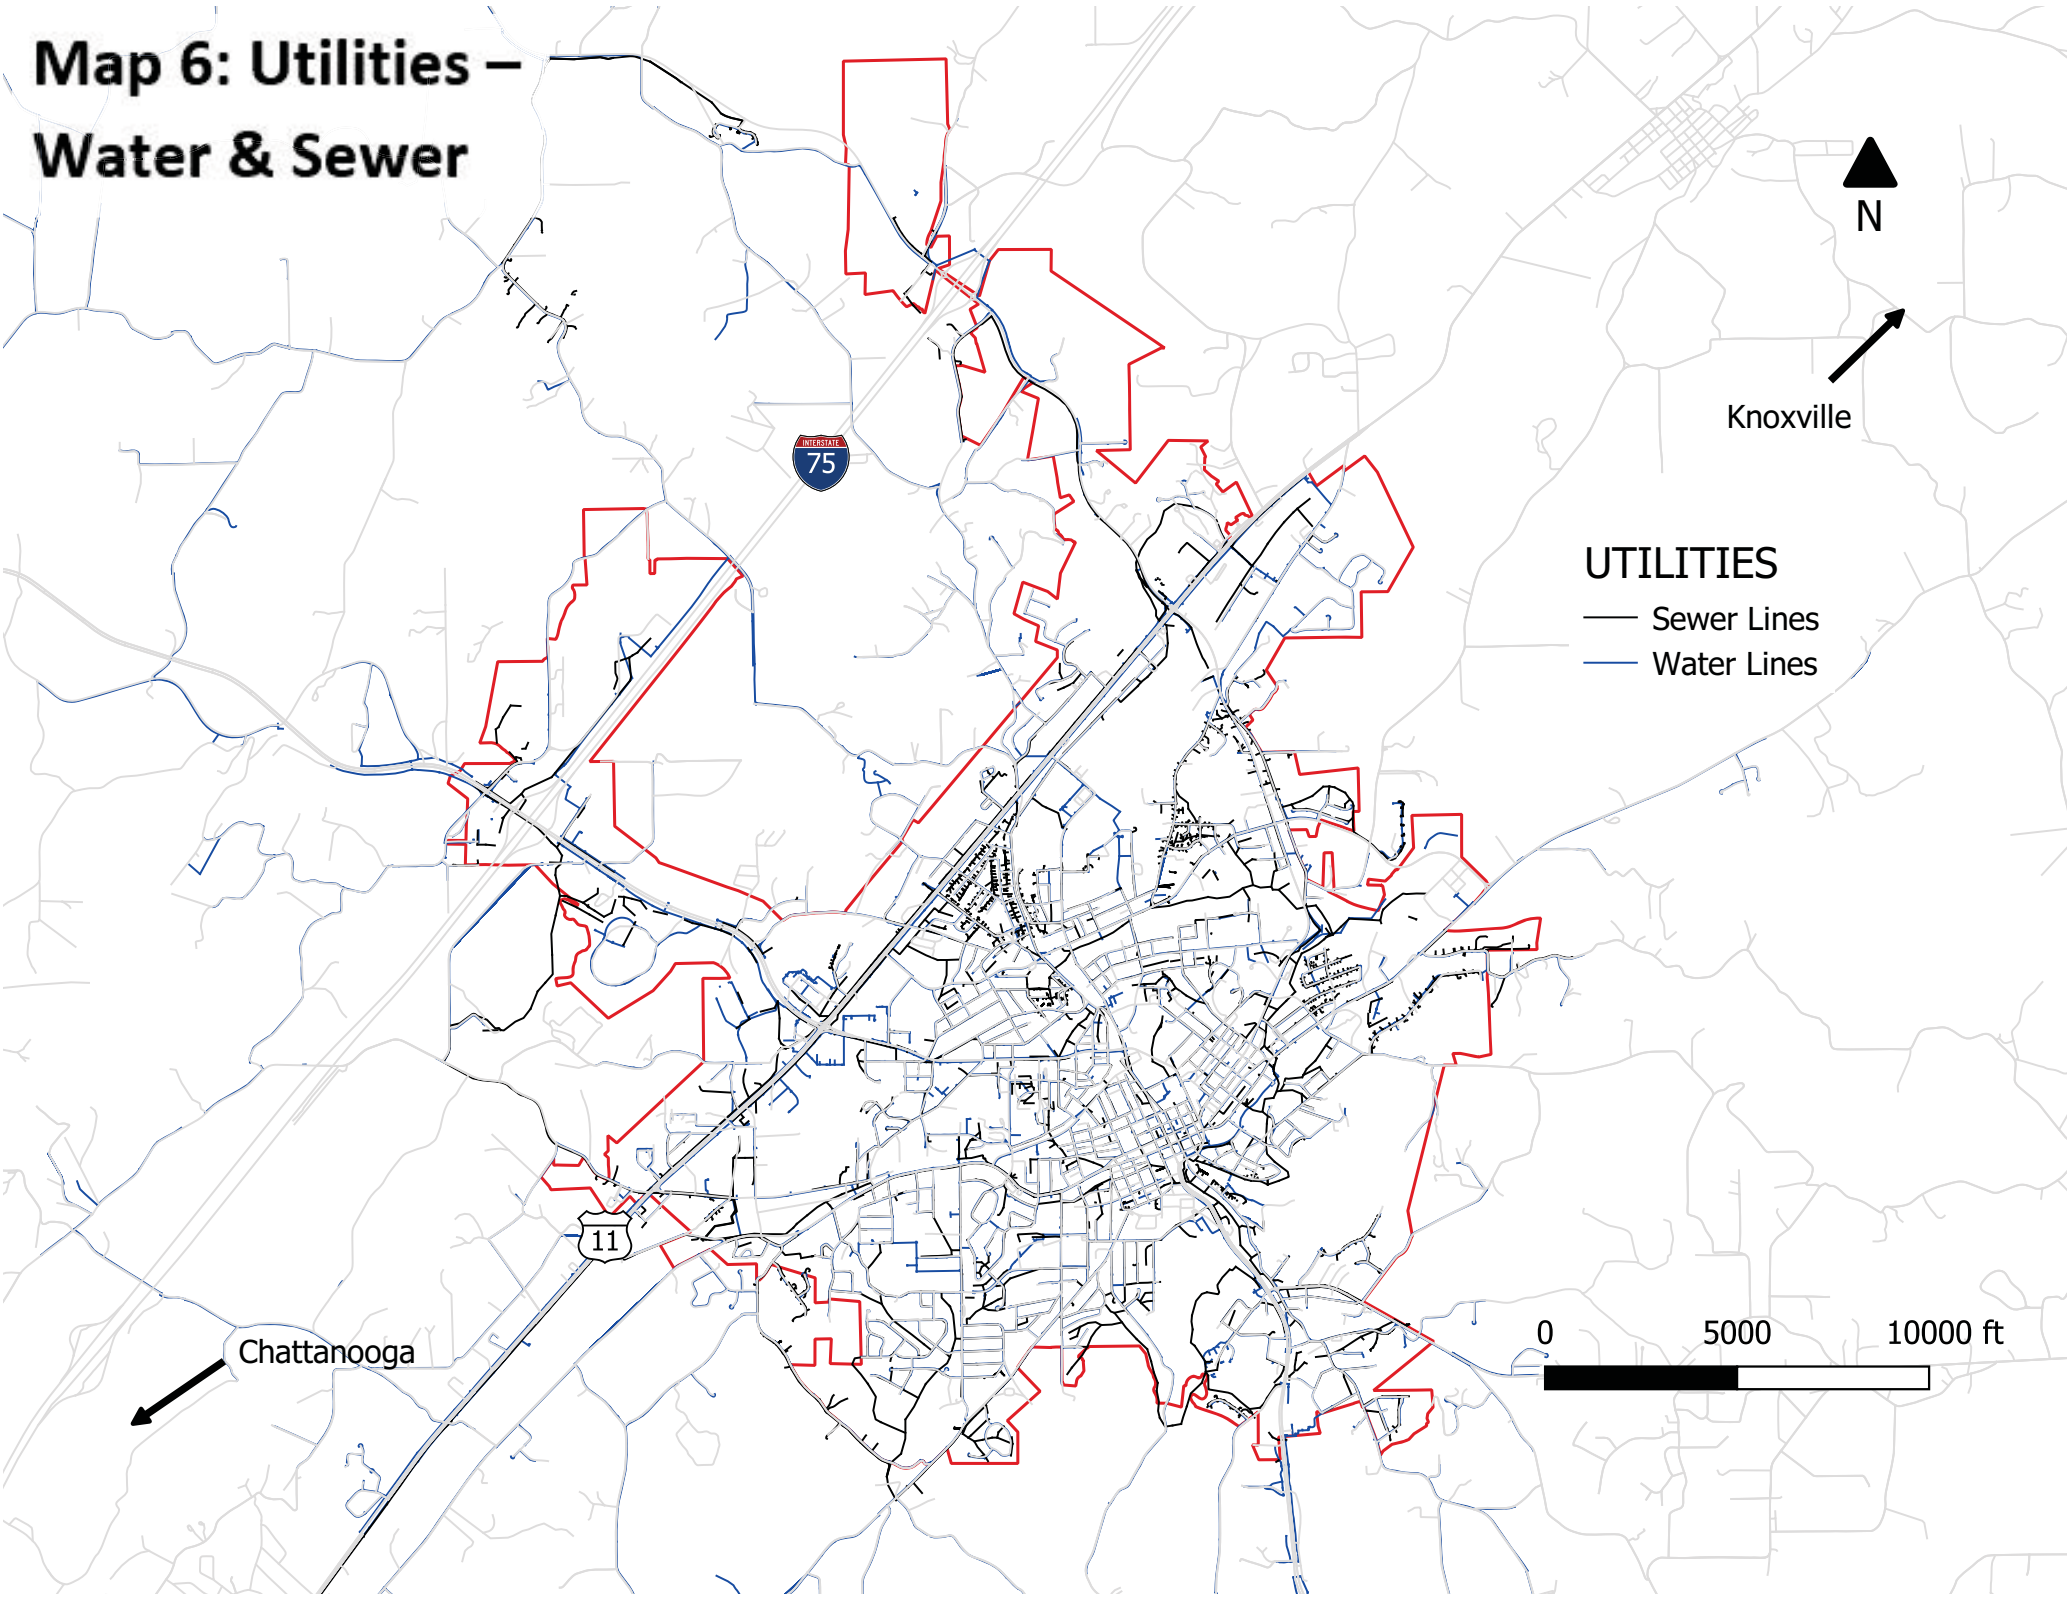 Map 6: Utilities –
Water & Sewer
N
Knoxville
INTERSTATE
75
UTILITIES
Sewer Lines
Water Lines
11
Chattanooga
0 5000 10000 ft